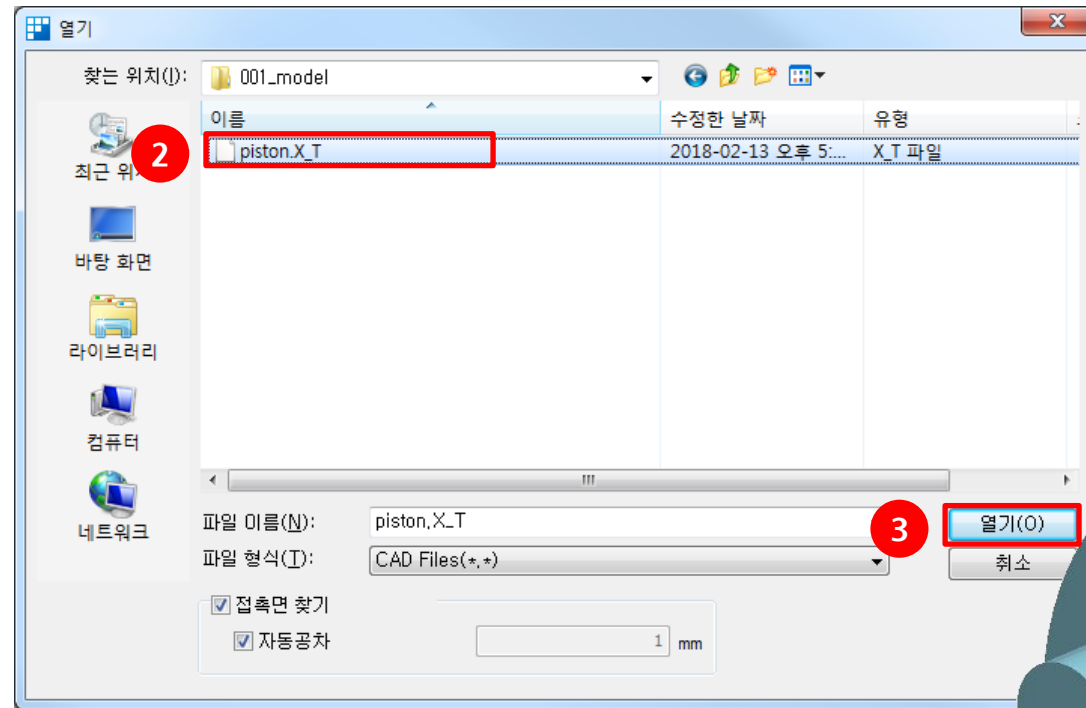 열기
찾는 위치(I):
001_model
이름
수정한 날짜
유형
piston.X_T
2018-02-13 오후 5:...
X_T 파일
2
최근
바탕 화면
라이브러리
컴퓨터
네트워크
파일 이름(N):
piston,X_T
3
열기(O)
파일 형식(T):
CAD Files(*,*)
취소
접촉면 찾기
자동공차
1 mm